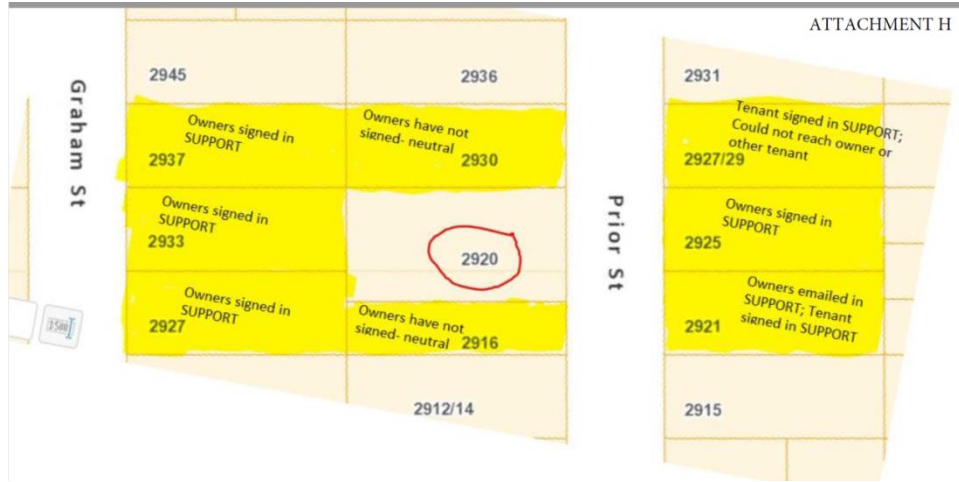 ATTACHMENT H
2945
2936
2931
Graham St
Owners signed in
SUPPORT
2937
Owners have not
signed- neutral
2930
Tenant signed in SUPPORT;
Could not reach owner or
other tenant
2927/29
Owners signed in
SUPPORT
2933
2920
Prior St
Owners signed in
SUPPORT
2925
Owners signed in
SUPPORT
2927
Owners have not
signed- neutral
2916
Owners emailed in
SUPPORT; Tenant
signed in SUPPORT
2921
2912/14
2915